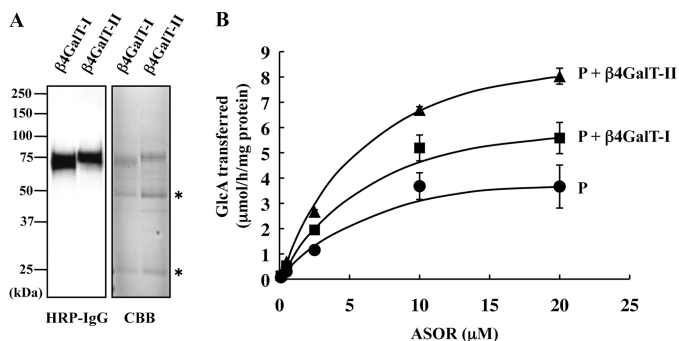 A
β4GalT-I
β4GalT-II
β4GalT-I
β4GalT-II
250
150
100
75
50
37
25
(kDa)
*
*
HRP-IgG
CBB
B
GlcA transferred
(μmol/h/mg protein)
9
8
7
6
5
4
3
2
1
0
0
5
10
15
20
25
ASOR (μM)
P + β4GalT-II
P + β4GalT-I
P